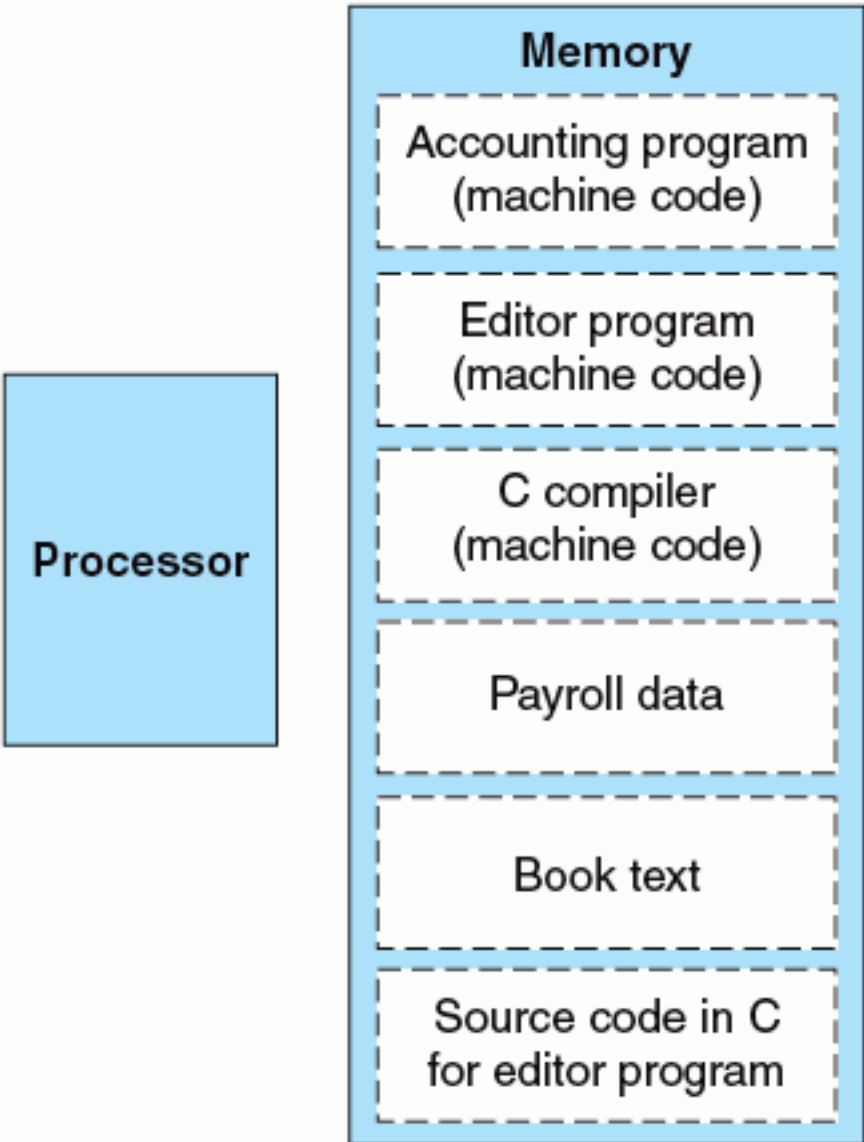 Memory
Accounting program
(machine code)
Editor program
(machine code)
C compiler
(machine code)
Processor
Payroll data
Book text
Source code in C
for editor program